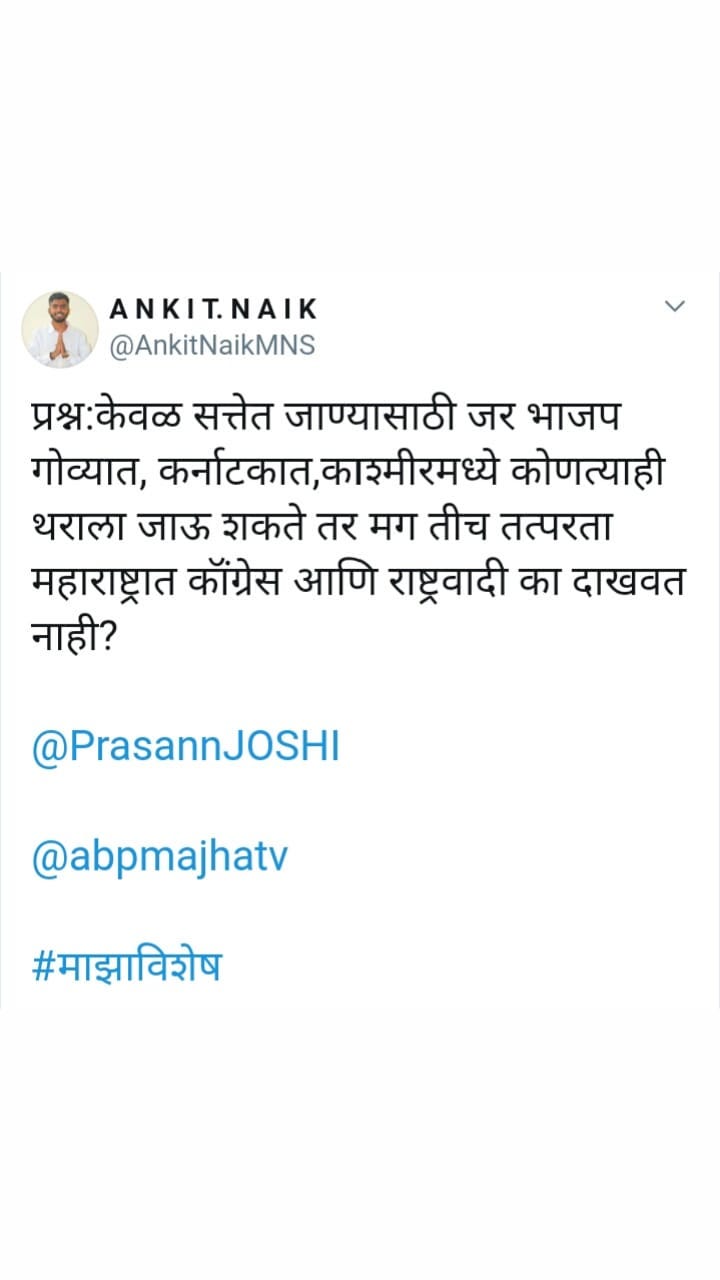 ANKIT. NAIK
@AnkitNaikMNS
प्रश्न:केवळ सत्तेत जाण्यासाठी जर भाजप
गोव्यात, कर्नाटकात,काश्मीरमध्ये कोणत्याही
थराला जाऊ शकते तर मग तीच तत्परता
महाराष्ट्रात कॉंग्रेस आणि राष्ट्रवादी का दाखवत
नाही?
@PrasannJOSHI
@abpmajhatv
#माझाविशेष